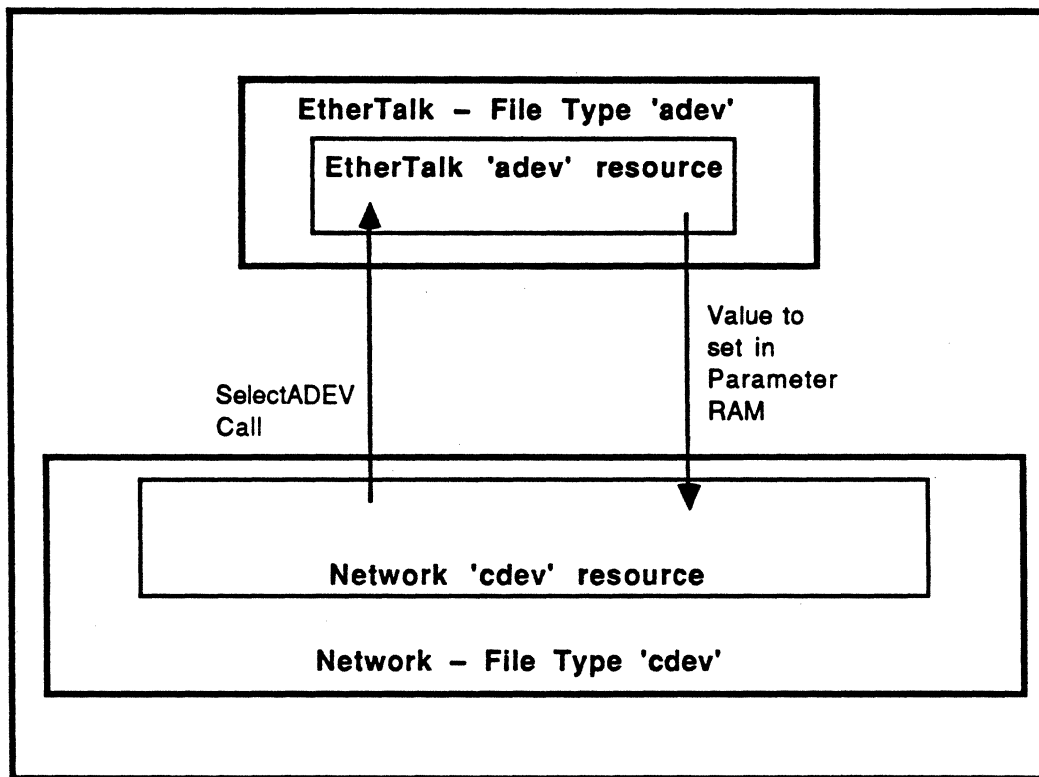 EtherTalk – File Type 'adev'
EtherTalk 'adev' resource
SelectADEV
Call
Value to
set in
Parameter
RAM
Network 'cdev' resource
Network – File Type 'cdev'